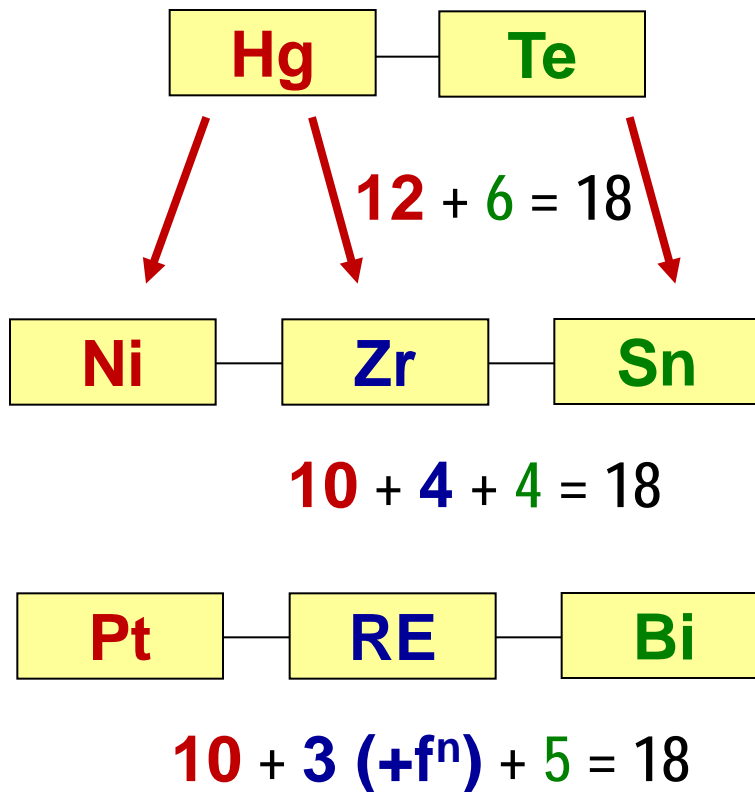 Hg Te
12 + 6 = 18
Ni Zr Sn
10 + 4 + 4 = 18
Pt RE Bi
10 + 3 (+fⁿ) + 5 = 18